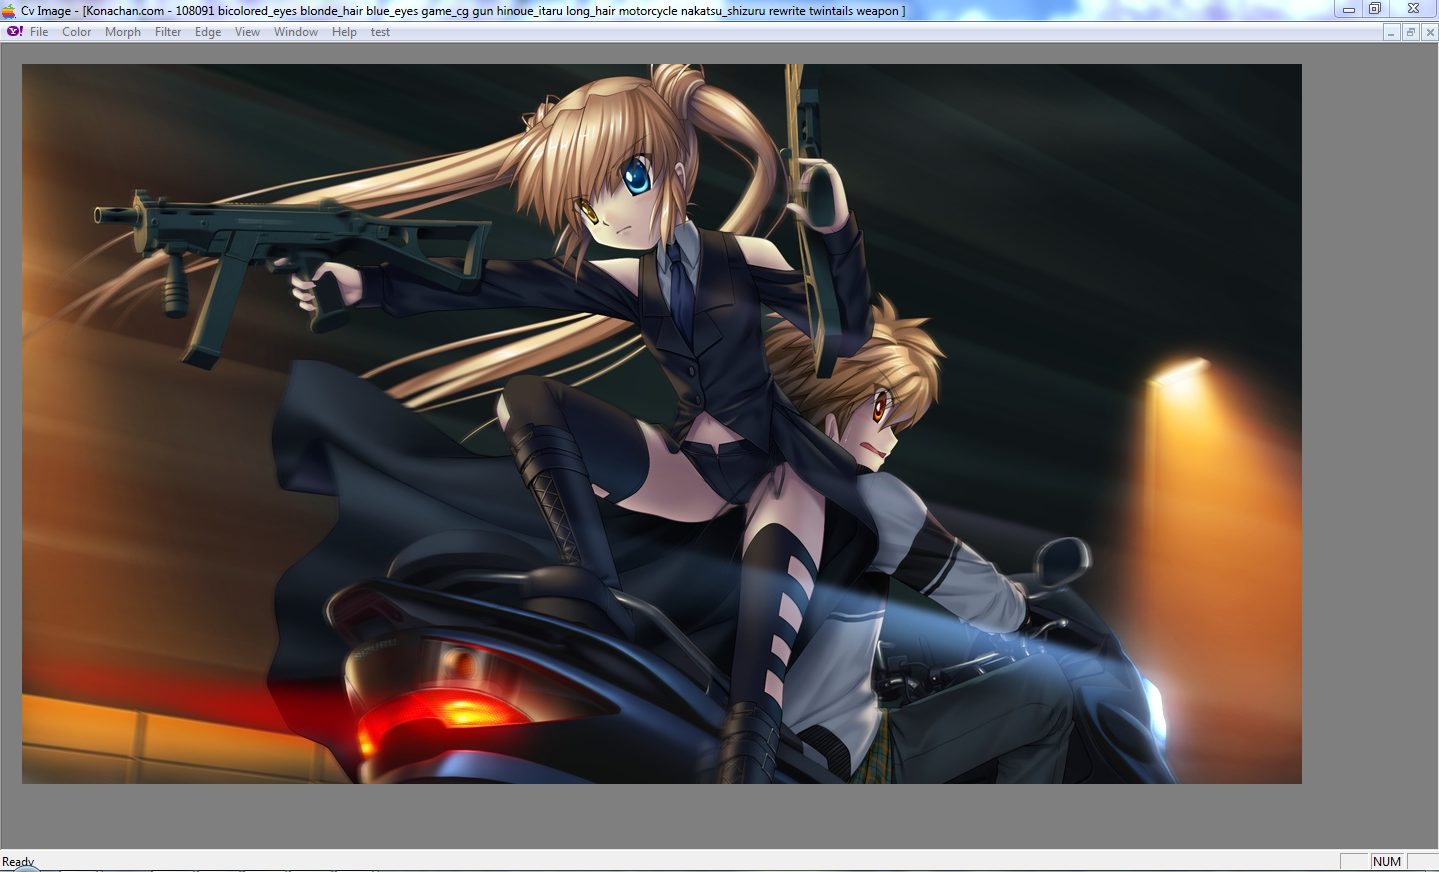 Cv Image - [Konachan.com - 108091 bicolored_eyes blonde_hair blue_eyes game_cg gun hinoue_itaru long_hair motorcycle nakatsu_shizuru rewrite twintails weapon ]
Y! File Color Morph Filter Edge View Window Help test
Ready NUM